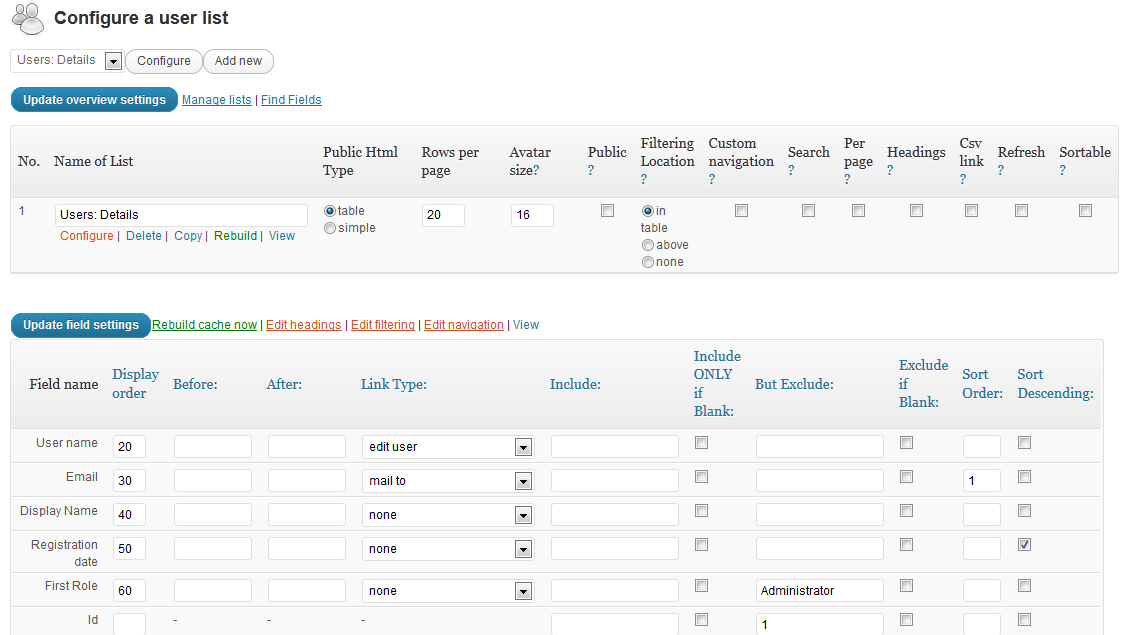 Configure a user list
Users: Details Configure Add new
Update overview settings Manage lists | Find Fields
No. Name of List Public Html Type Rows per page Avatar size? Public ? Filtering Location ? Custom navigation ? Search ? Per page ? Headings ? Csv link ? Refresh ? Sortable ?
1 Users: Details table 20 16 in table
simple
above
Configure | Delete | Copy | Rebuild | View
none
Update field settings Rebuild cache now | Edit headings | Edit filtering | Edit navigation | View
Field name Display order Before: After: Link Type: Include: Include ONLY if Blank: But Exclude: Exclude if Blank: Sort Order: Sort Descending:
User name 20 edit user
Email 30 mail to 1
Display Name 40 none
Registration date 50 none
First Role 60 none Administrator
Id - - - 1